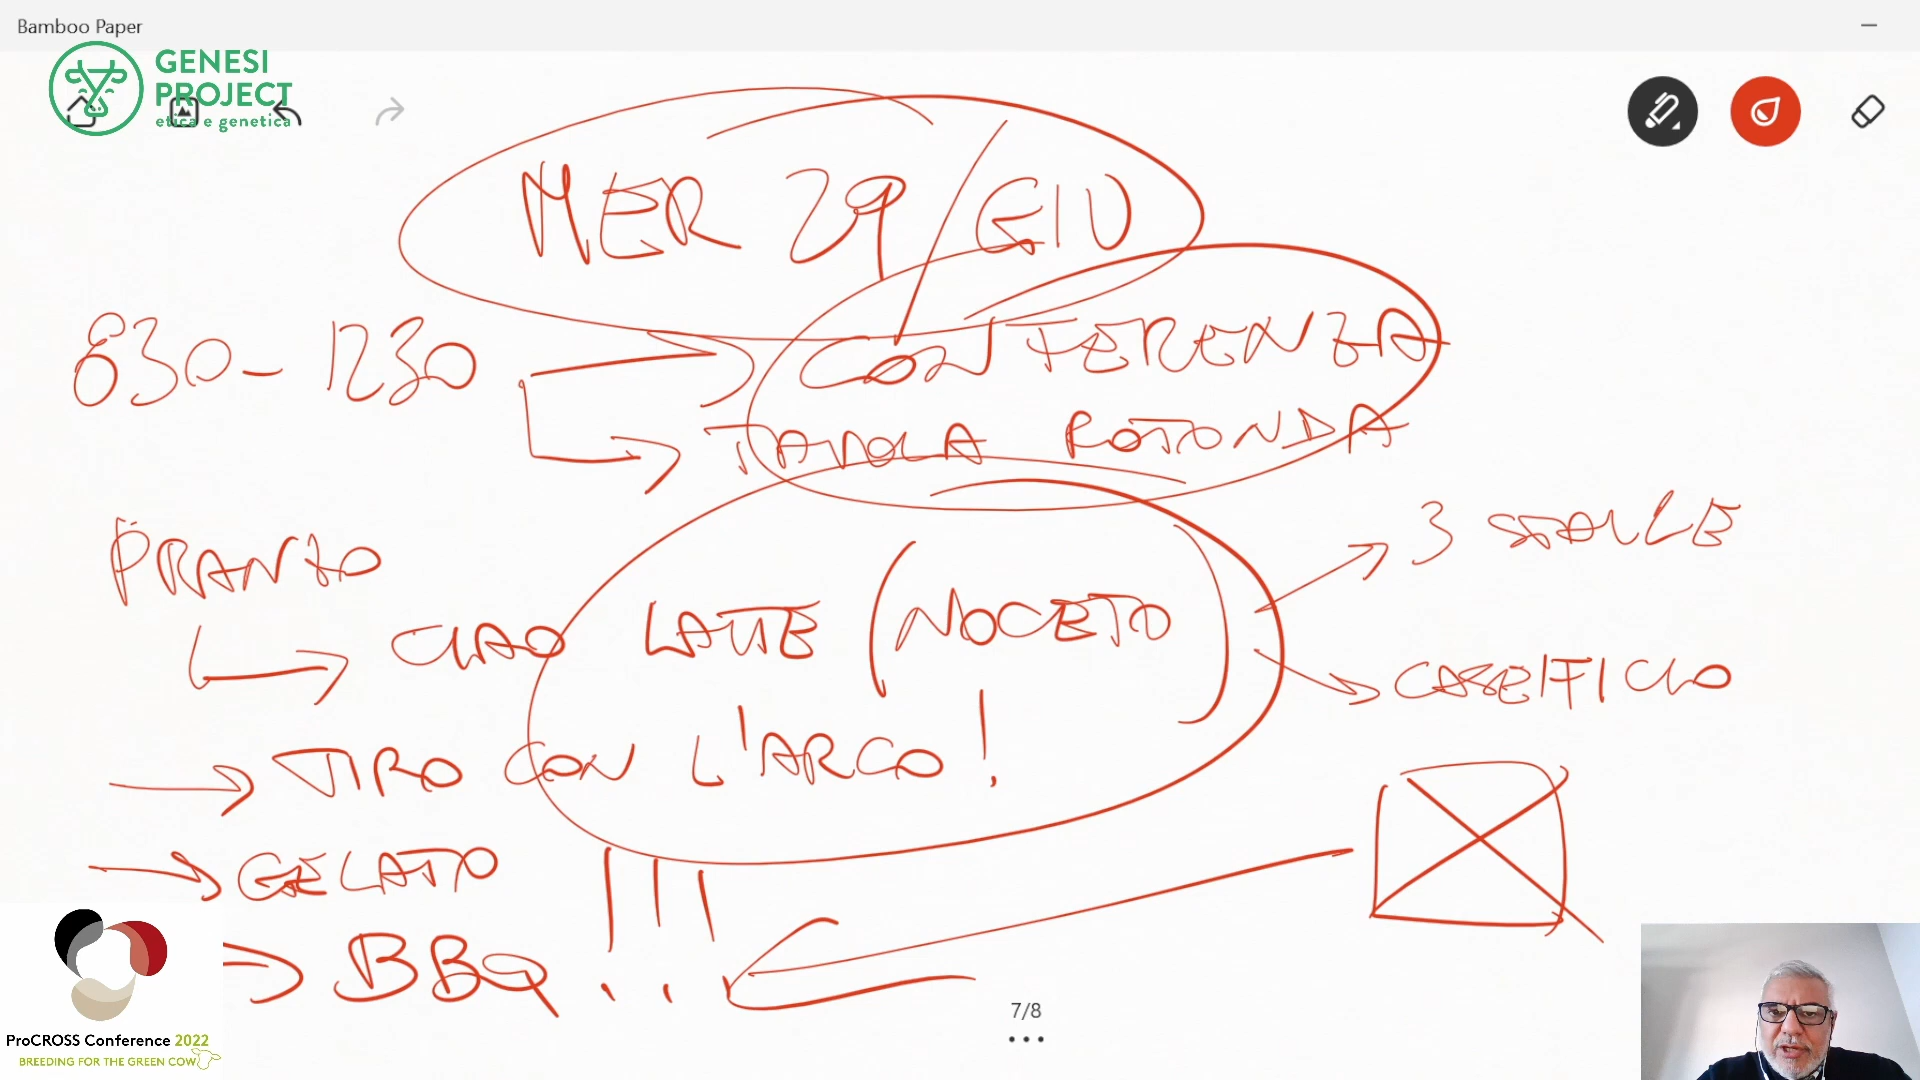 Bamboo Paper
GENESI
PROJECT
etica e genetica
MER 29/GIU
830-1230
CONFERENZA
TAVOLA ROTONDA
PRANZO
3 STALLE
CIAO LATTE (NOCETO)
CASEIFICIO
TIRO CON L'ARCO!
GELATO
BBQ !!!
7/8
ProCROSS Conference 2022
BREEDING FOR THE GREEN COW